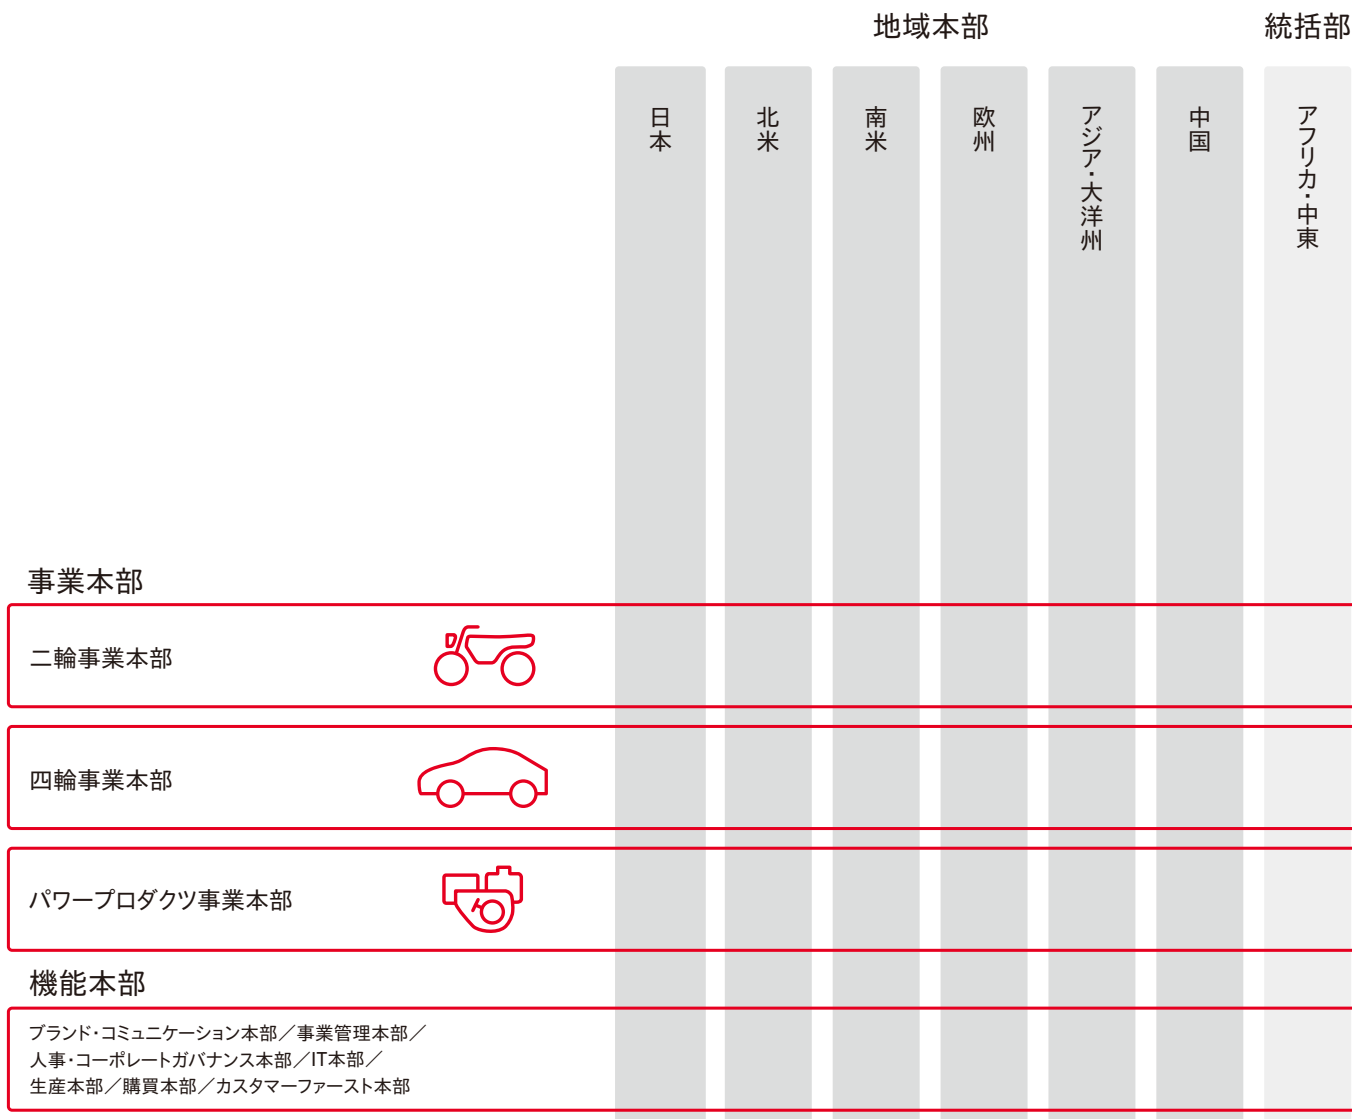 地域本部
統括部
日本
北米
南米
欧州
アジア・大洋州
中国
アフリカ・中東
事業本部
二輪事業本部
四輪事業本部
パワープロダクツ事業本部
機能本部
ブランド・コミュニケーション本部／事業管理本部／
人事・コーポレートガバナンス本部／IT本部／
生産本部／購買本部／カスタマーファースト本部